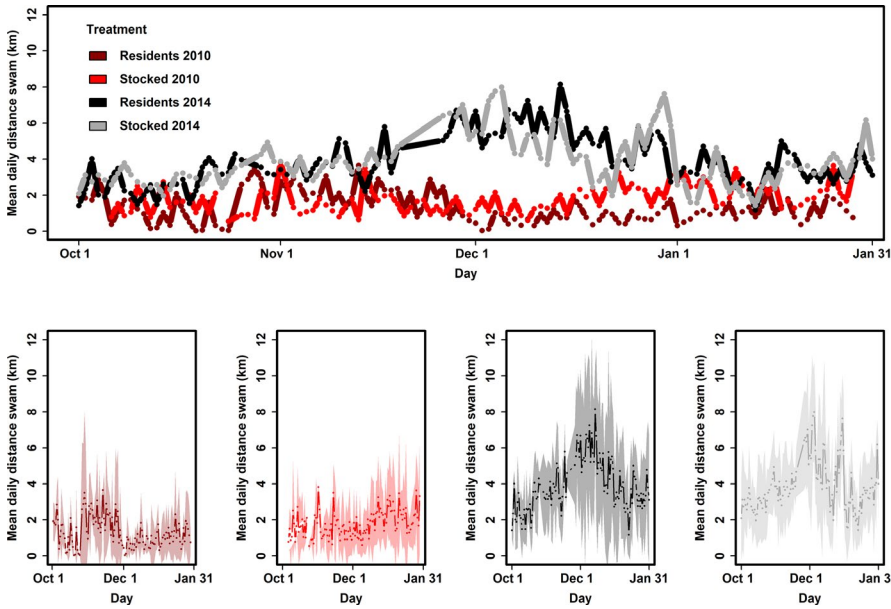 Mean daily distance swam (km)
12
10
8
6
4
2
0
Treatment
Residents 2010
Stocked 2010
Residents 2014
Stocked 2014
Oct 1 Nov 1 Dec 1 Jan 1 Jan 31
Day
Mean daily distance swam (km)
12
10
8
6
4
2
0
Oct 1 Dec 1 Jan 31
Day
Mean daily distance swam (km)
12
10
8
6
4
2
0
Oct 1 Dec 1 Jan 31
Day
Mean daily distance swam (km)
12
10
8
6
4
2
0
Oct 1 Dec 1 Jan 31
Day
Mean daily distance swam (km)
12
10
8
6
4
2
0
Oct 1 Dec 1 Jan 3
Day